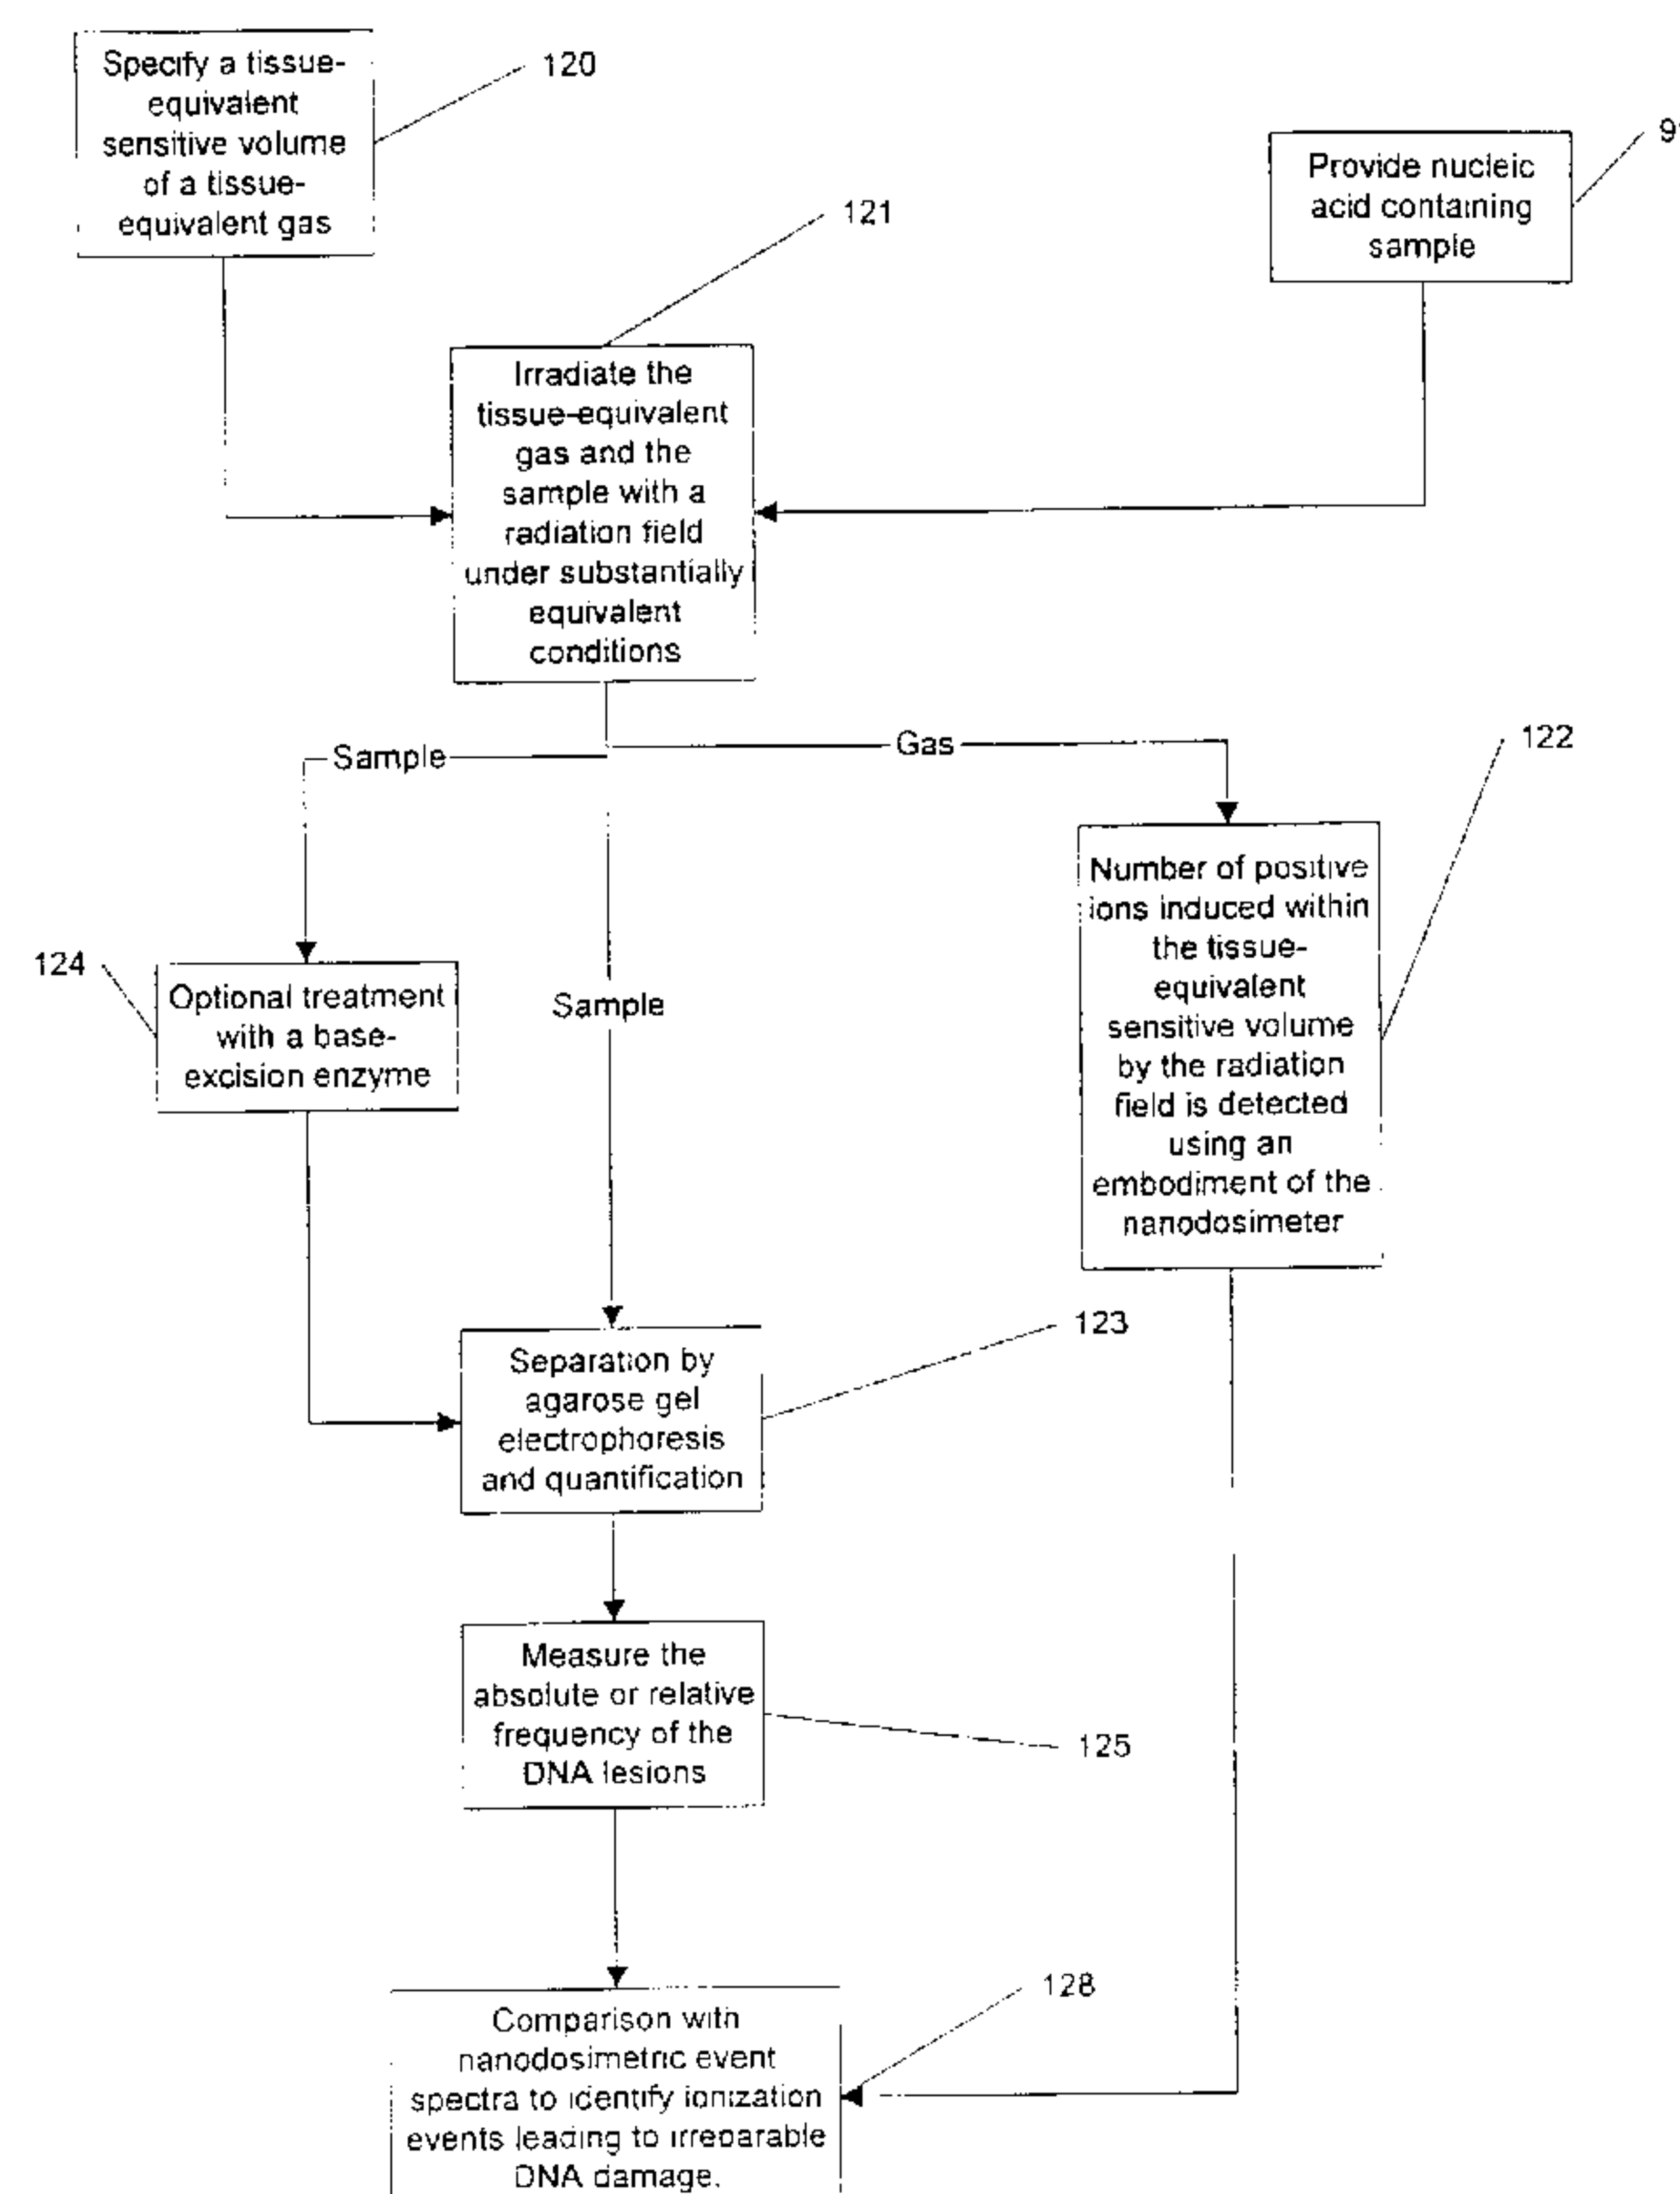 Specify a tissue-
equivalent
sensitive volume
of a tissue-
equivalent gas
120
Provide nucleic
acid containing
sample
121
Irradiate the
tissue-equivalent
gas and the
sample with a
radiation field
under substantially
equivalent
conditions
Sample
Gas
122
Number of positive
ions induced within
the tissue-
equivalent
sensitive volume
by the radiation
field is detected
using an
embodiment of the
nanodosimeter
124
Optional treatment
with a base-
excision enzyme
Sample
123
Separation by
agarose gel
electrophoresis
and quantification
Measure the
absolute or relative
frequency of the
DNA lesions
125
128
Comparison with
nanodosimetric event
spectra to identify ionization
events leading to irreparable
DNA damage.